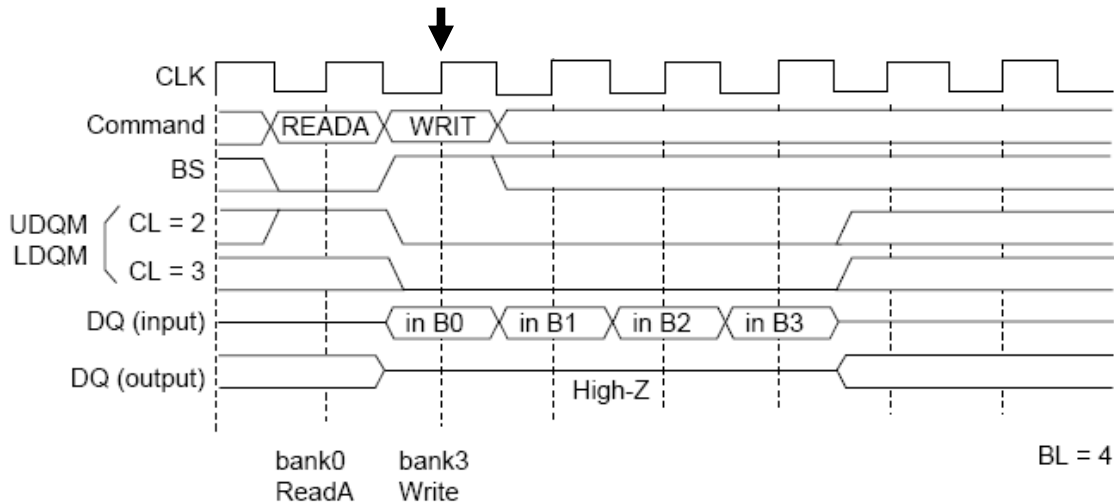 CLK
Command READA WRIT
BS
UDQM
LDQM
CL = 2
CL = 3
DQ (input) in B0 in B1 in B2 in B3
DQ (output)
High-Z
bank0 bank3 BL = 4
ReadA Write